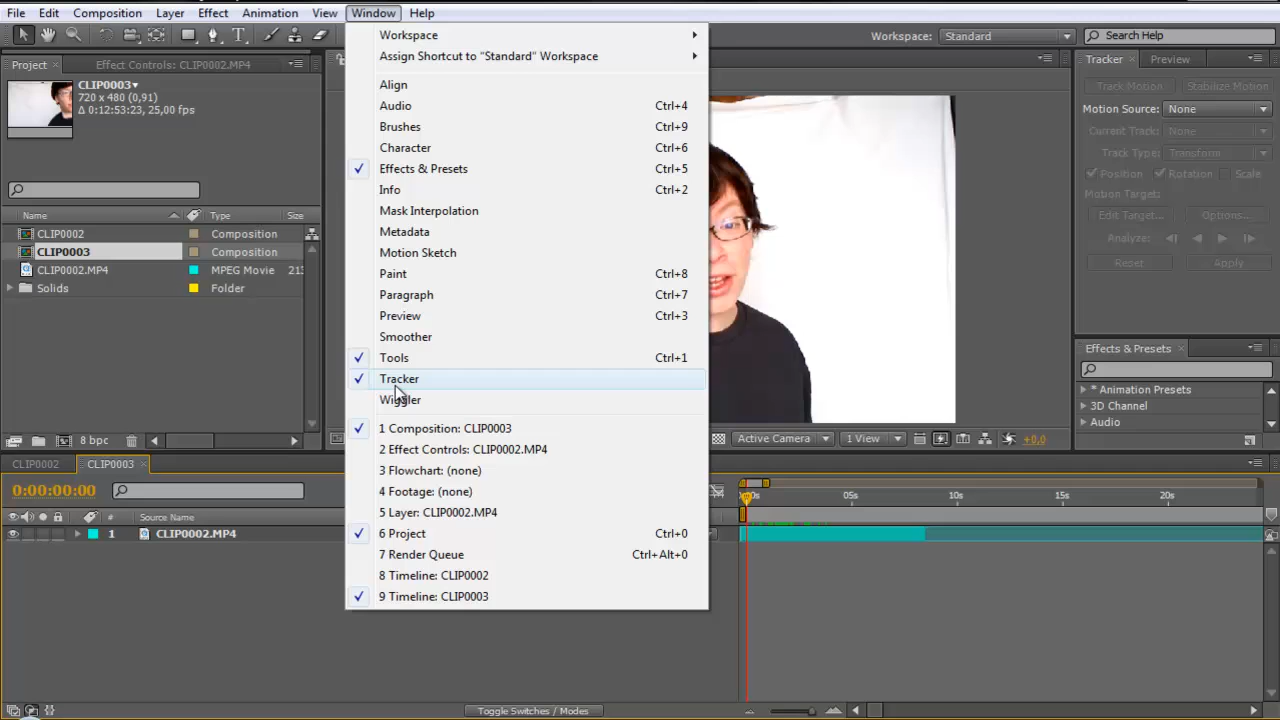 File Edit Composition Layer Effect Animation View Window Help
Workspace: Standard
Search Help
Project Effect Controls: CLIP0002.MP4
CLIP0003
720 x 480 (0,91)
Δ 0:12:53:23, 25,00 fps
Name Type Size
CLIP0002 Composition
CLIP0003 Composition
CLIP0002.MP4 MPEG Movie 213
Solids Folder
8 bpc
Workspace
Assign Shortcut to "Standard" Workspace
Align
Audio Ctrl+4
Brushes Ctrl+9
Character Ctrl+6
Effects & Presets Ctrl+5
Info Ctrl+2
Mask Interpolation
Metadata
Motion Sketch
Paint Ctrl+8
Paragraph Ctrl+7
Preview Ctrl+3
Smoother
Tools Ctrl+1
Tracker
Wiggler
1 Composition: CLIP0003
2 Effect Controls: CLIP0002.MP4
3 Flowchart: (none)
4 Footage: (none)
5 Layer: CLIP0002.MP4
6 Project Ctrl+0
7 Render Queue Ctrl+Alt+0
8 Timeline: CLIP0002
9 Timeline: CLIP0003
Tracker Preview
Track Motion Stabilize Motion
Motion Source: None
Current Track: None
Track Type: Transform
Position Rotation Scale
Motion Target:
Edit Target... Options...
Analyze:
Reset Apply
Effects & Presets
* Animation Presets
3D Channel
Audio
Active Camera 1 View +0,0
CLIP0002 CLIP0003
0:00:00:00
# Source Name
1 CLIP0002.MP4
00s 05s 10s 15s 20s
Toggle Switches / Modes